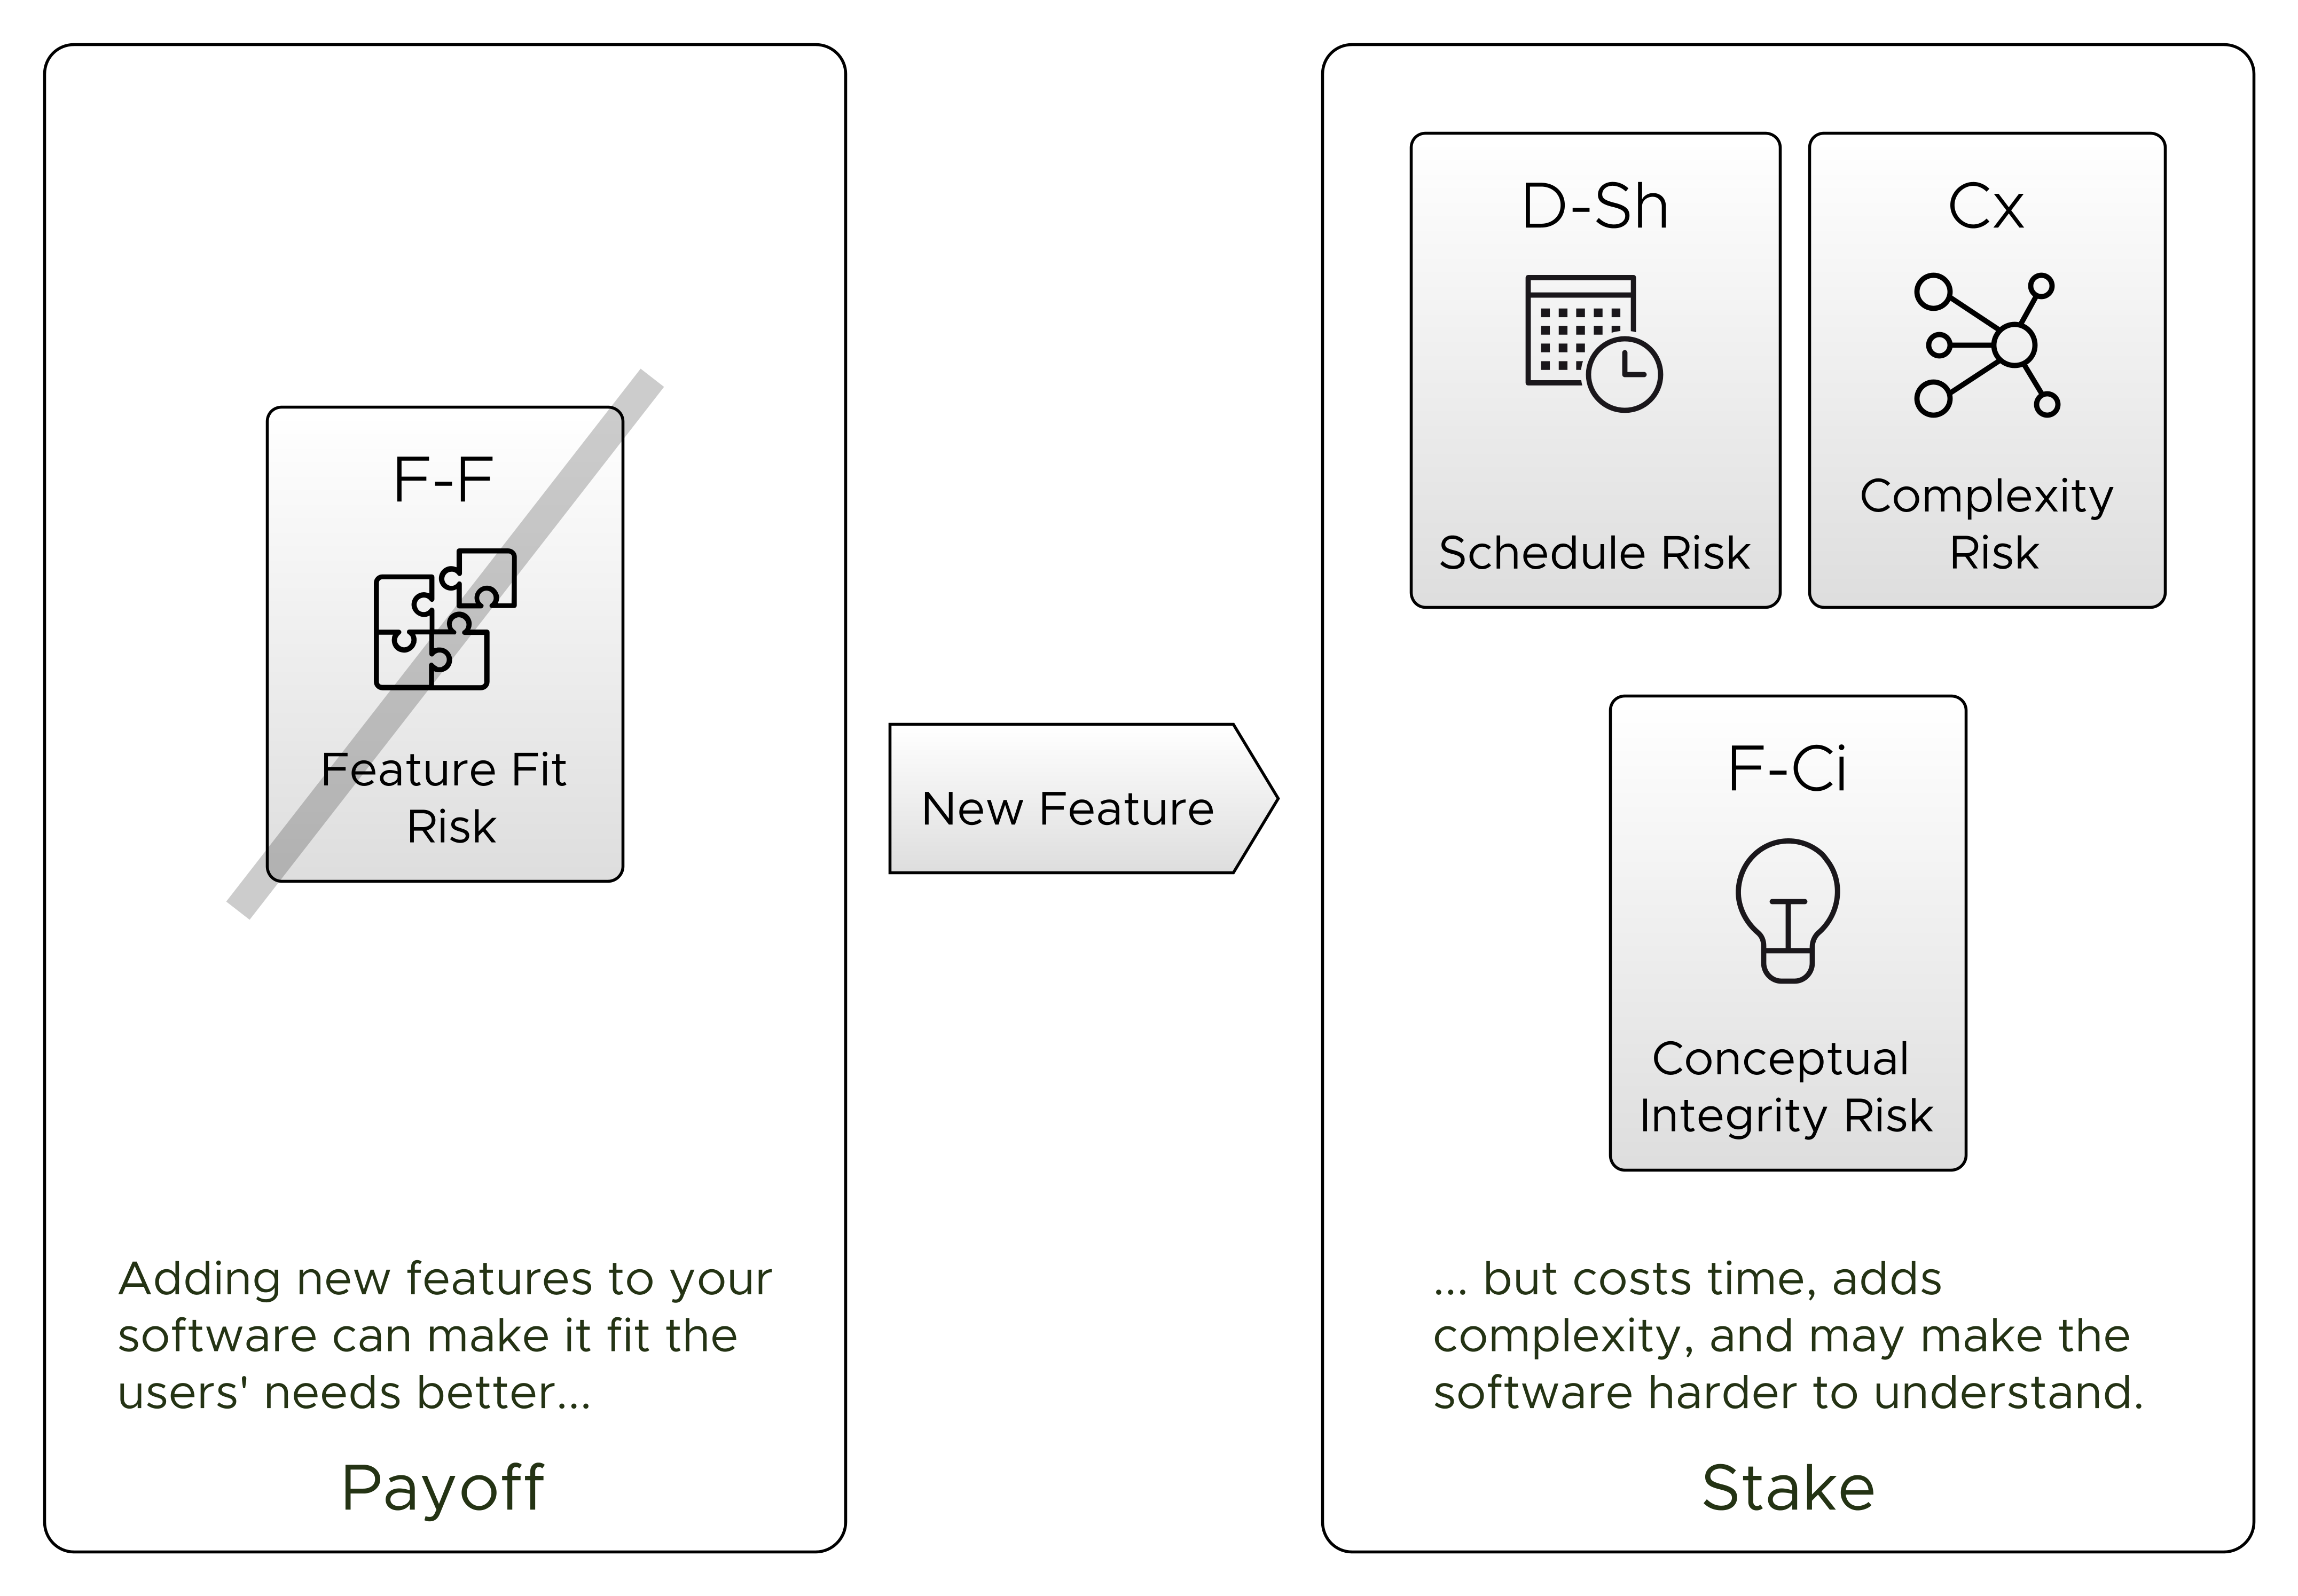 F-F
Feature Fit
Risk
Adding new features to your
software can make it fit the
users' needs better...
Payoff
New Feature
D-Sh
Schedule Risk
Cx
Complexity
Risk
F-Ci
Conceptual
Integrity Risk
... but costs time, adds
complexity, and may make the
software harder to understand.
Stake